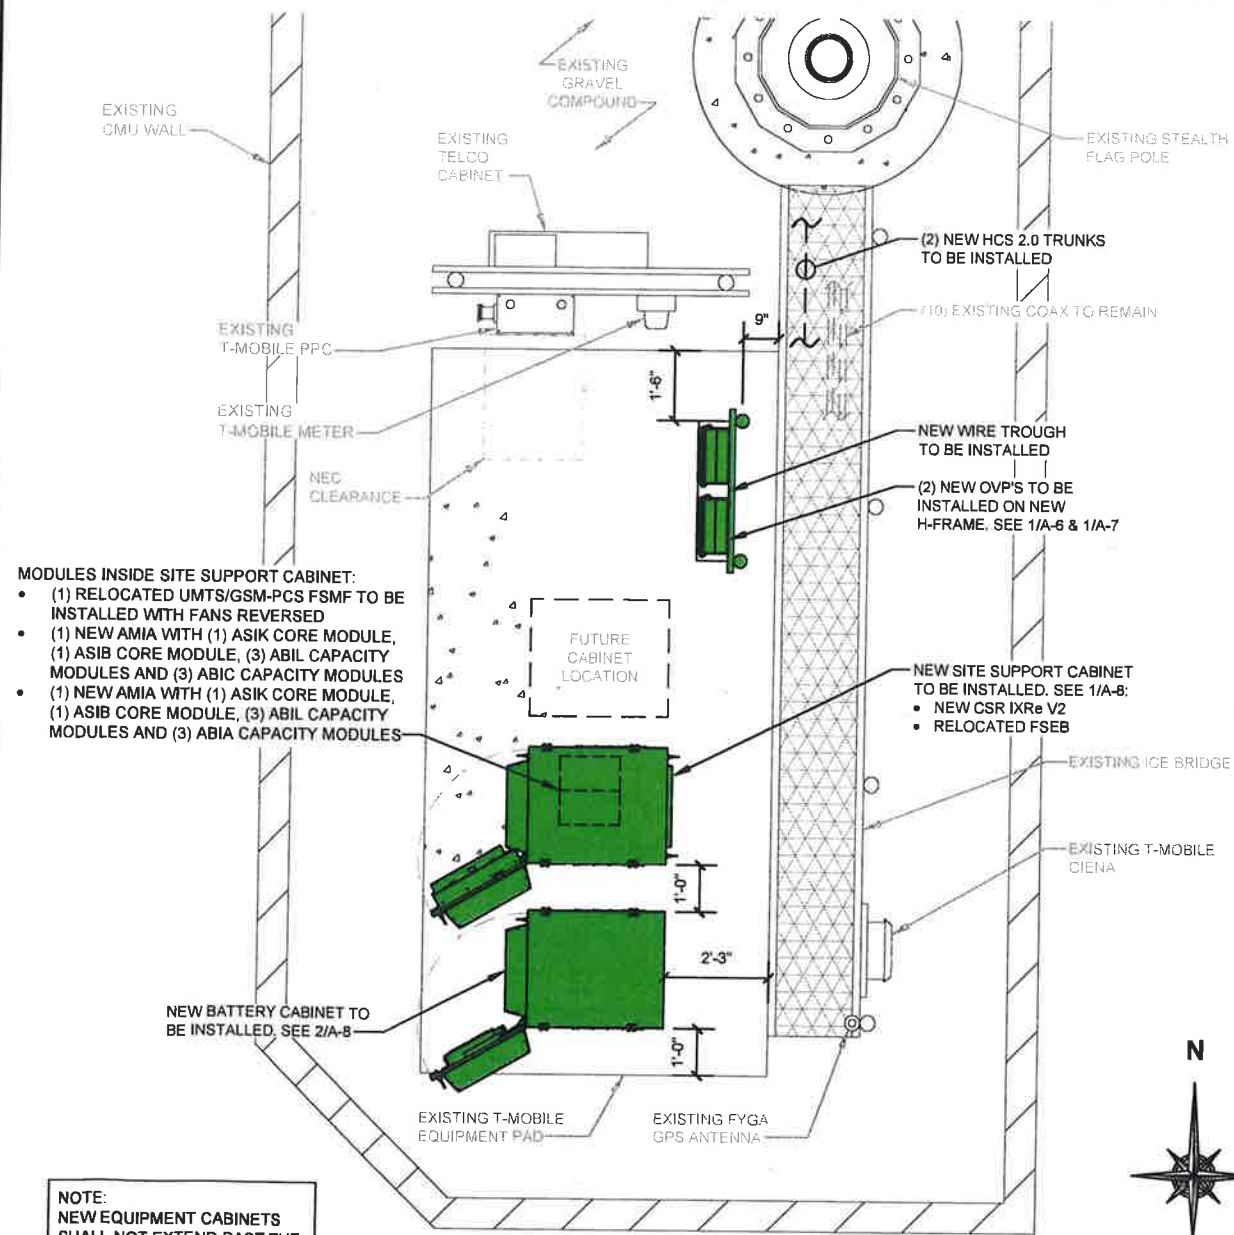 EXISTING
GRAVEL
COMPOUND
EXISTING
CMU WALL
EXISTING
TELCO
CABINET
EXISTING STEALTH
FLAG POLE
(2) NEW HCS 2.0 TRUNKS
TO BE INSTALLED
(10) EXISTING COAX TO REMAIN
9"
EXISTING
T-MOBILE PPC
1'-6"
EXISTING
T-MOBILE METER
NEW WIRE TROUGH
TO BE INSTALLED
NEC
CLEARANCE
(2) NEW OVP'S TO BE
INSTALLED ON NEW
H-FRAME. SEE 1/A-6 & 1/A-7
MODULES INSIDE SITE SUPPORT CABINET:
• (1) RELOCATED UMTS/GSM-PCS FSMF TO BE
INSTALLED WITH FANS REVERSED
• (1) NEW AMIA WITH (1) ASIK CORE MODULE,
(1) ASIB CORE MODULE, (3) ABIL CAPACITY
MODULES AND (3) ABIC CAPACITY MODULES
• (1) NEW AMIA WITH (1) ASIK CORE MODULE,
(1) ASIB CORE MODULE, (3) ABIL CAPACITY
MODULES AND (3) ABIA CAPACITY MODULES
FUTURE
CABINET
LOCATION
NEW SITE SUPPORT CABINET
TO BE INSTALLED. SEE 1/A-8:
• NEW CSR IXRe V2
• RELOCATED FSEB
EXISTING ICE BRIDGE
EXISTING T-MOBILE
CIENA
1'-0"
2'-3"
NEW BATTERY CABINET TO
BE INSTALLED. SEE 2/A-8
1'-0"
EXISTING T-MOBILE
EQUIPMENT PAD
EXISTING FYGA
GPS ANTENNA
N
NOTE:
NEW EQUIPMENT CABINETS
SHALL NOT EXTEND PAST THE